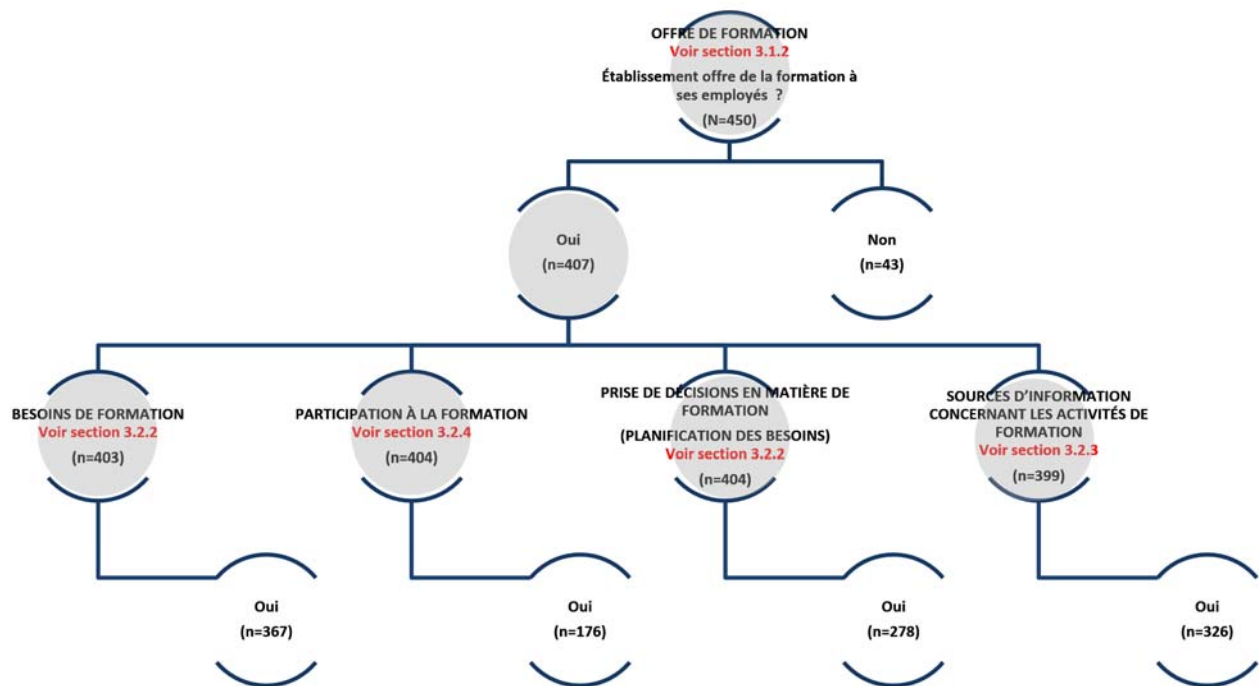 OFFRE DE FORMATION
Voir section 3.1.2
Établissement offre de la formation à
ses employés ?
(N=450)
Oui
(n=407)
Non
(n=43)
BESOINS DE FORMATION
Voir section 3.2.2
(n=403)
PARTICIPATION À LA FORMATION
Voir section 3.2.4
(n=404)
PRISE DE DÉCISIONS EN MATIÈRE DE
FORMATION
(PLANIFICATION DES BESOINS)
Voir section 3.2.2
(n=404)
SOURCES D'INFORMATION
CONCERNANT LES ACTIVITÉS DE
FORMATION
Voir section 3.2.3
(n=399)
Oui
(n=367)
Oui
(n=176)
Oui
(n=278)
Oui
(n=326)